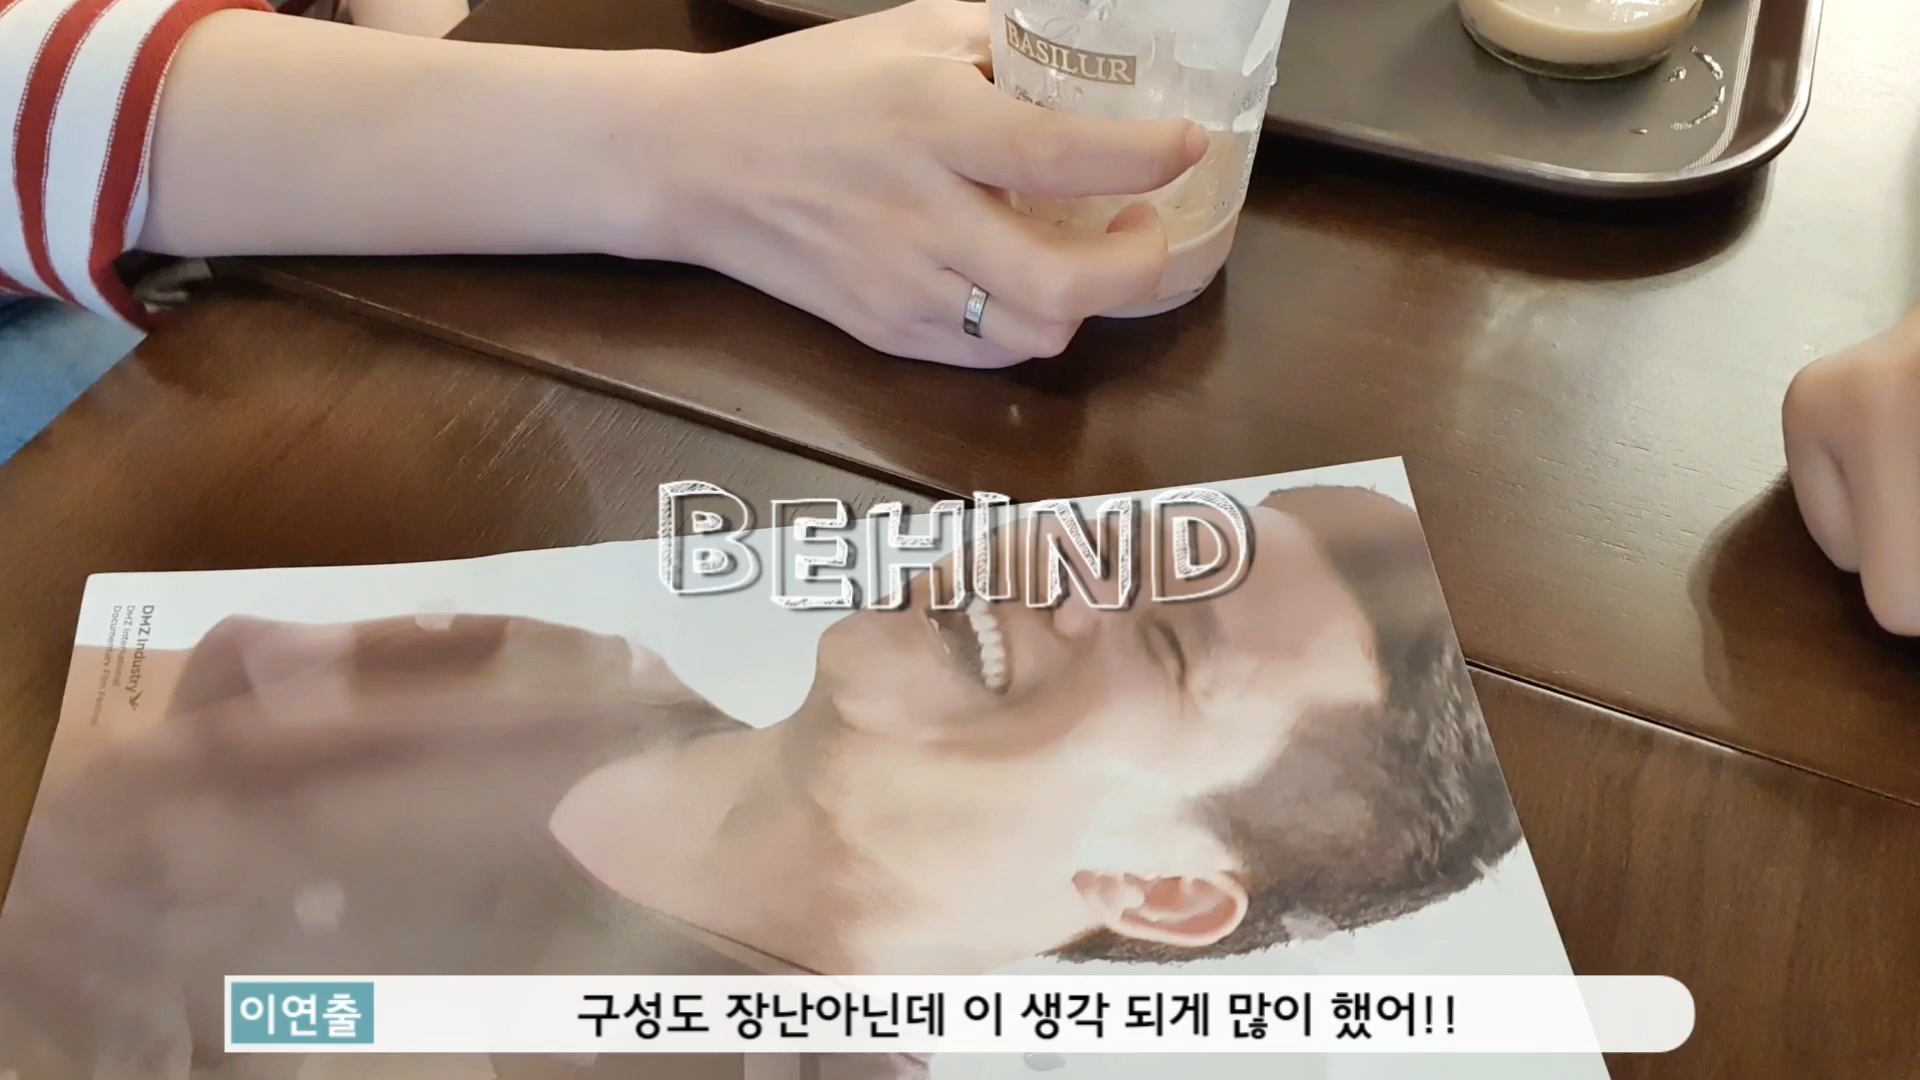 BASILUR
BEHIND
DMZ Industry
DMZ International
Documentary Film Festival
이연출 구성도 장난아닌데 이 생각 되게 많이 했어!!